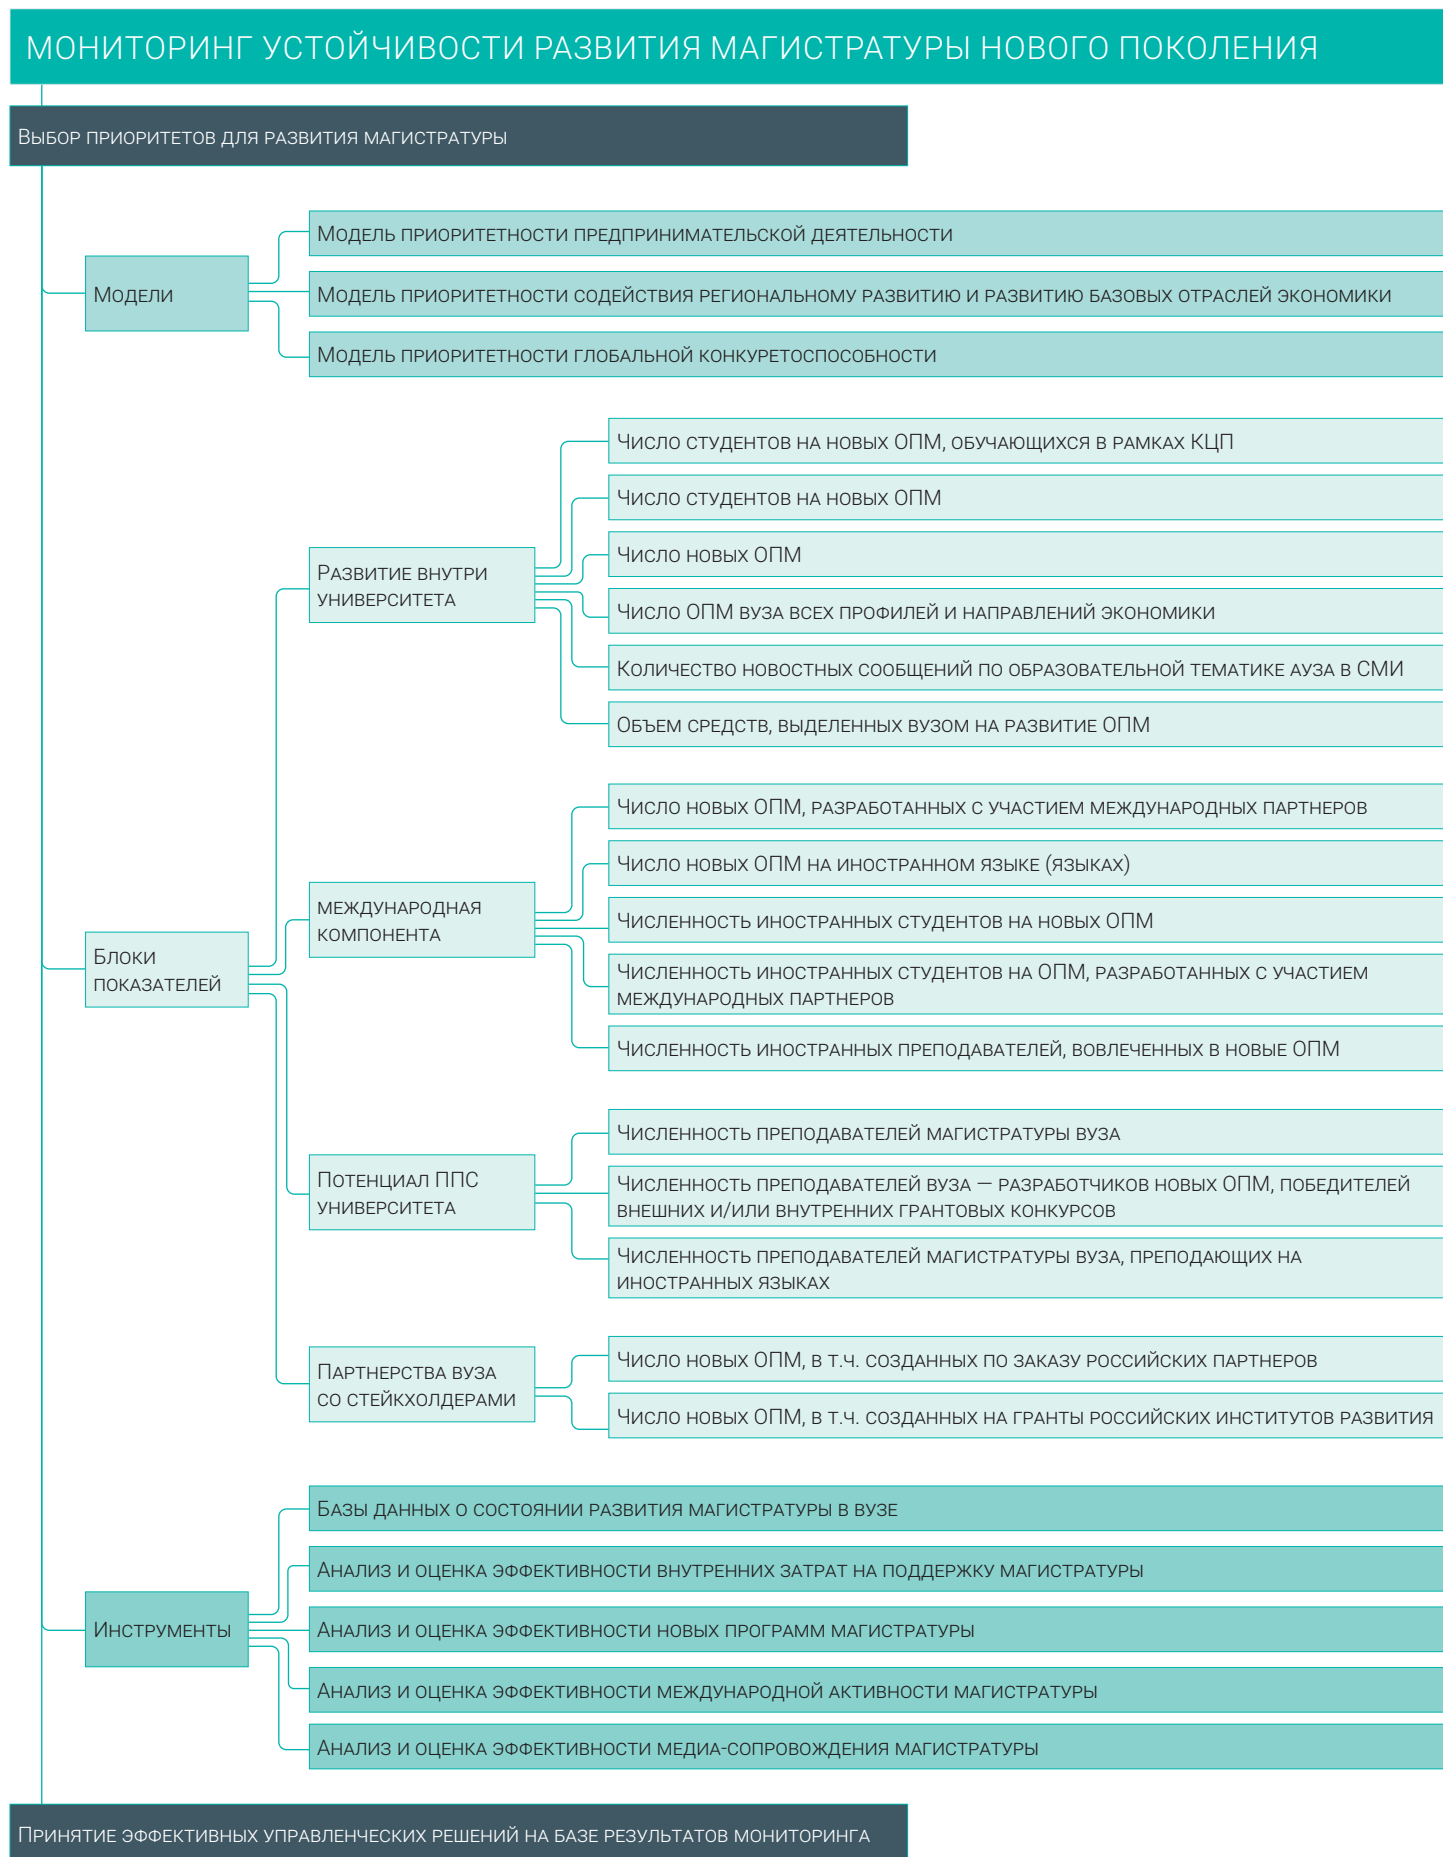 МОНИТОРИНГ УСТОЙЧИВОСТИ РАЗВИТИЯ МАГИСТРАТУРЫ НОВОГО ПОКОЛЕНИЯ
Выбор приоритетов для развития магистратуры
Модели
Модель приоритетности предпринимательской деятельности
Модель приоритетности содействия региональному развитию и развитию базовых отраслей экономики
Модель приоритетности глобальной конкуретоспособности
Блоки
показателей
Развитие внутри
университета
Число студентов на новых ОПМ, обучающихся в рамках КЦП
Число студентов на новых ОПМ
Число новых ОПМ
Число ОПМ вуза всех профилей и направлений экономики
Количество новостных сообщений по образовательной тематике ауза в СМИ
Объем средств, выделенных вузом на развитие ОПМ
международная
компонента
Число новых ОПМ, разработанных с участием международных партнеров
Число новых ОПМ на иностранном языке (языках)
Численность иностранных студентов на новых ОПМ
Численность иностранных студентов на ОПМ, разработанных с участием
международных партнеров
Численность иностранных преподавателей, вовлеченных в новые ОПМ
Потенциал ППС
университета
Численность преподавателей магистратуры вуза
Численность преподавателей вуза — разработчиков новых ОПМ, победителей
внешних и/или внутренних грантовых конкурсов
Численность преподавателей магистратуры вуза, преподающих на
иностранных языках
Партнерства вуза
со стейкхолдерами
Число новых ОПМ, в т.ч. созданных по заказу российских партнеров
Число новых ОПМ, в т.ч. созданных на гранты российских институтов развития
Инструменты
Базы данных о состоянии развития магистратуры в вузе
Анализ и оценка эффективности внутренних затрат на поддержку магистратуры
Анализ и оценка эффективности новых программ магистратуры
Анализ и оценка эффективности международной активности магистратуры
Анализ и оценка эффективности медиа-сопровождения магистратуры
Принятие эффективных управленческих решений на базе результатов мониторинга